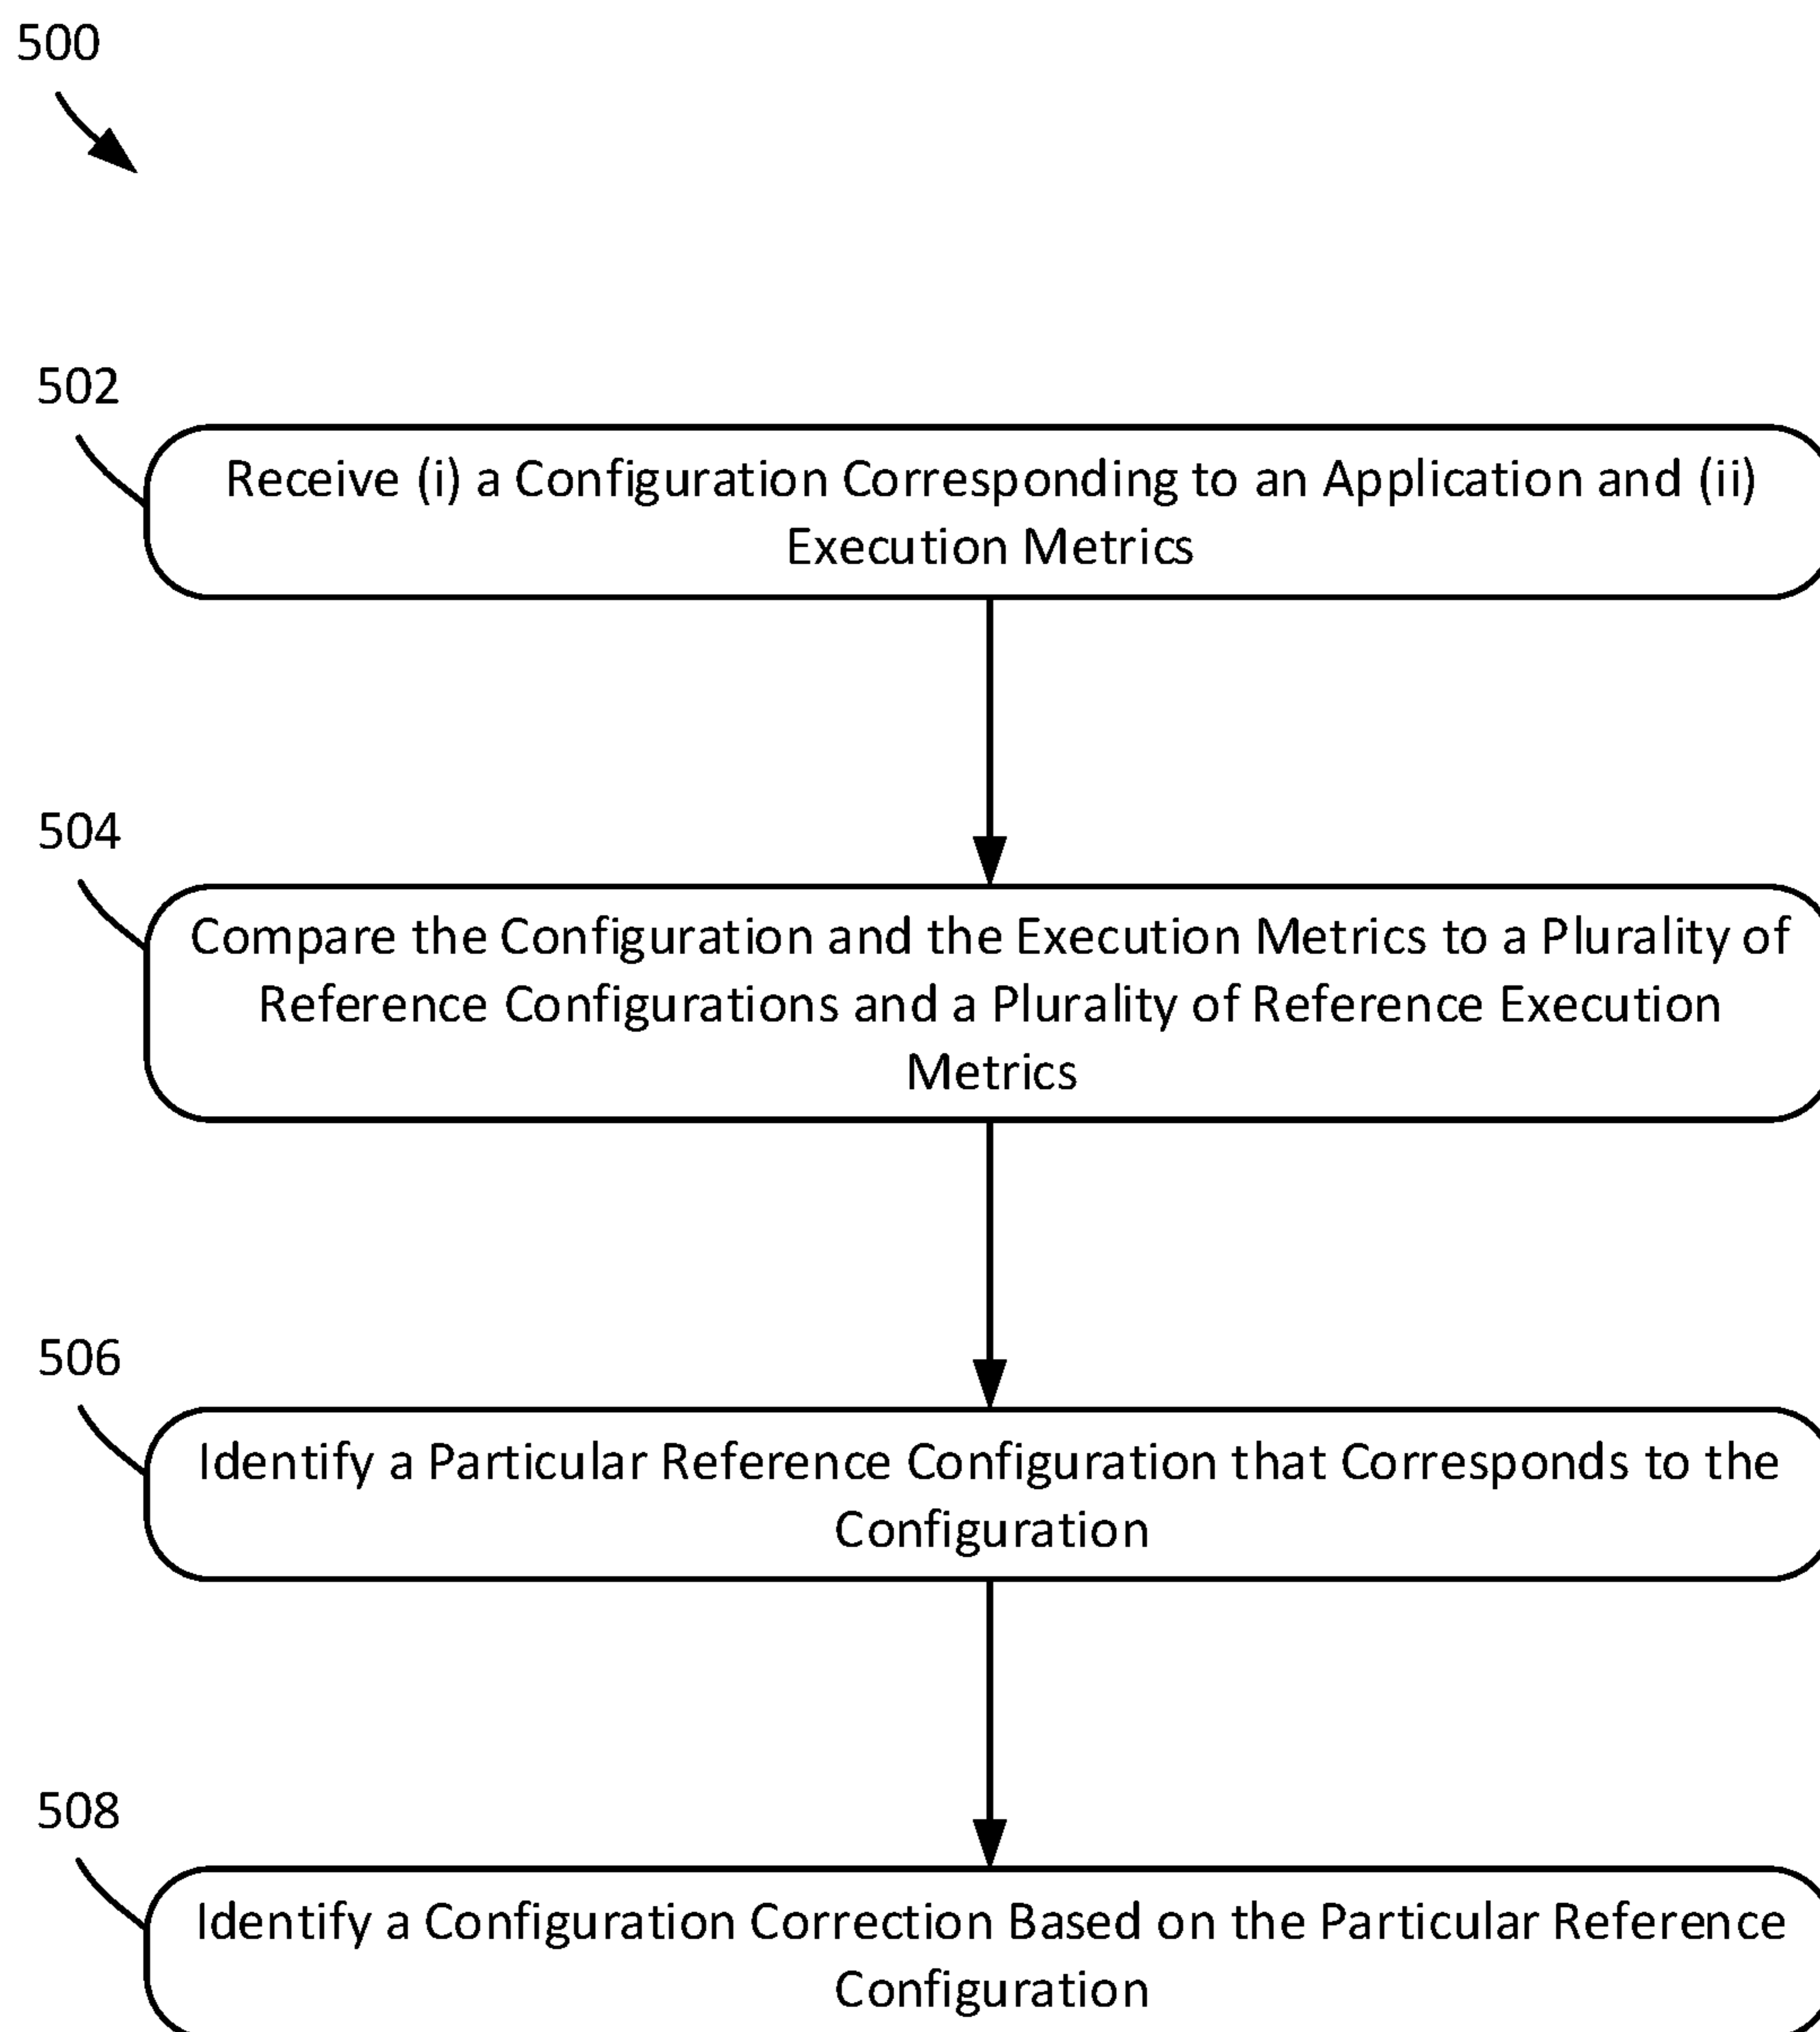 500
502
Receive (i) a Configuration Corresponding to an Application and (ii)
Execution Metrics
504
Compare the Configuration and the Execution Metrics to a Plurality of
Reference Configurations and a Plurality of Reference Execution
Metrics
506
Identify a Particular Reference Configuration that Corresponds to the
Configuration
508
Identify a Configuration Correction Based on the Particular Reference
Configuration